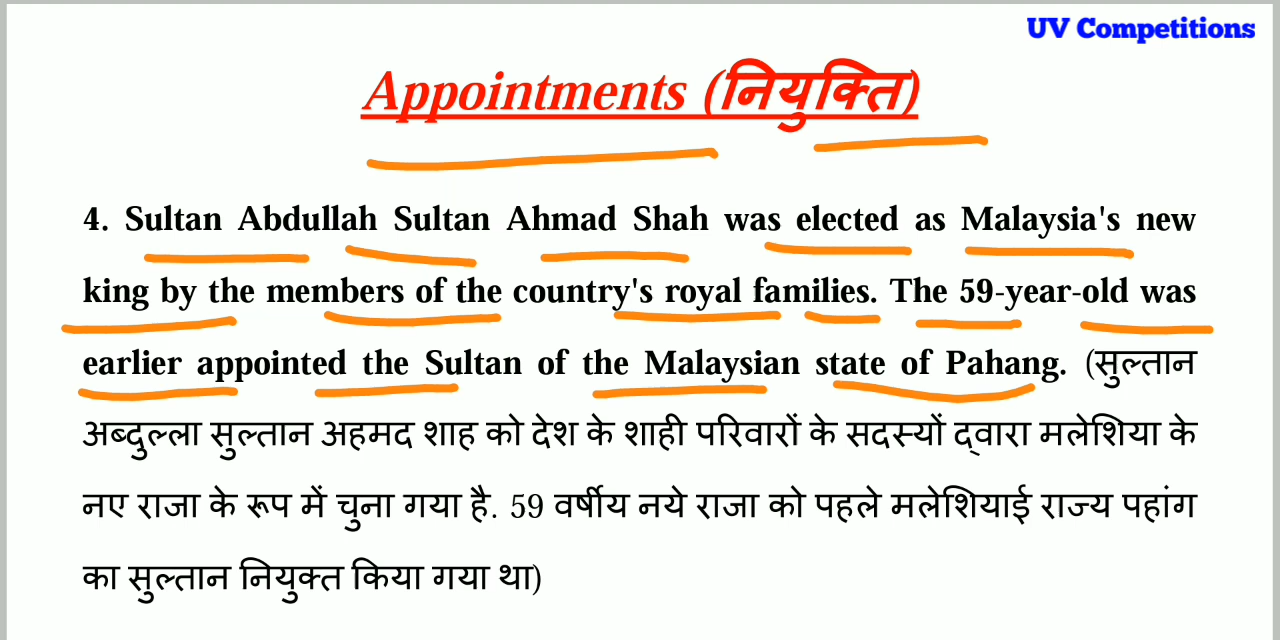 UV Competitions
Appointments (नियुक्ति)
4. Sultan Abdullah Sultan Ahmad Shah was elected as Malaysia's new
king by the members of the country's royal families. The 59-year-old was
earlier appointed the Sultan of the Malaysian state of Pahang. (सुल्तान
अब्दुल्ला सुल्तान अहमद शाह को देश के शाही परिवारों के सदस्यों द्वारा मलेशिया के
नए राजा के रूप में चुना गया है. 59 वर्षीय नये राजा को पहले मलेशियाई राज्य पहांग
का सुल्तान नियुक्त किया गया था)